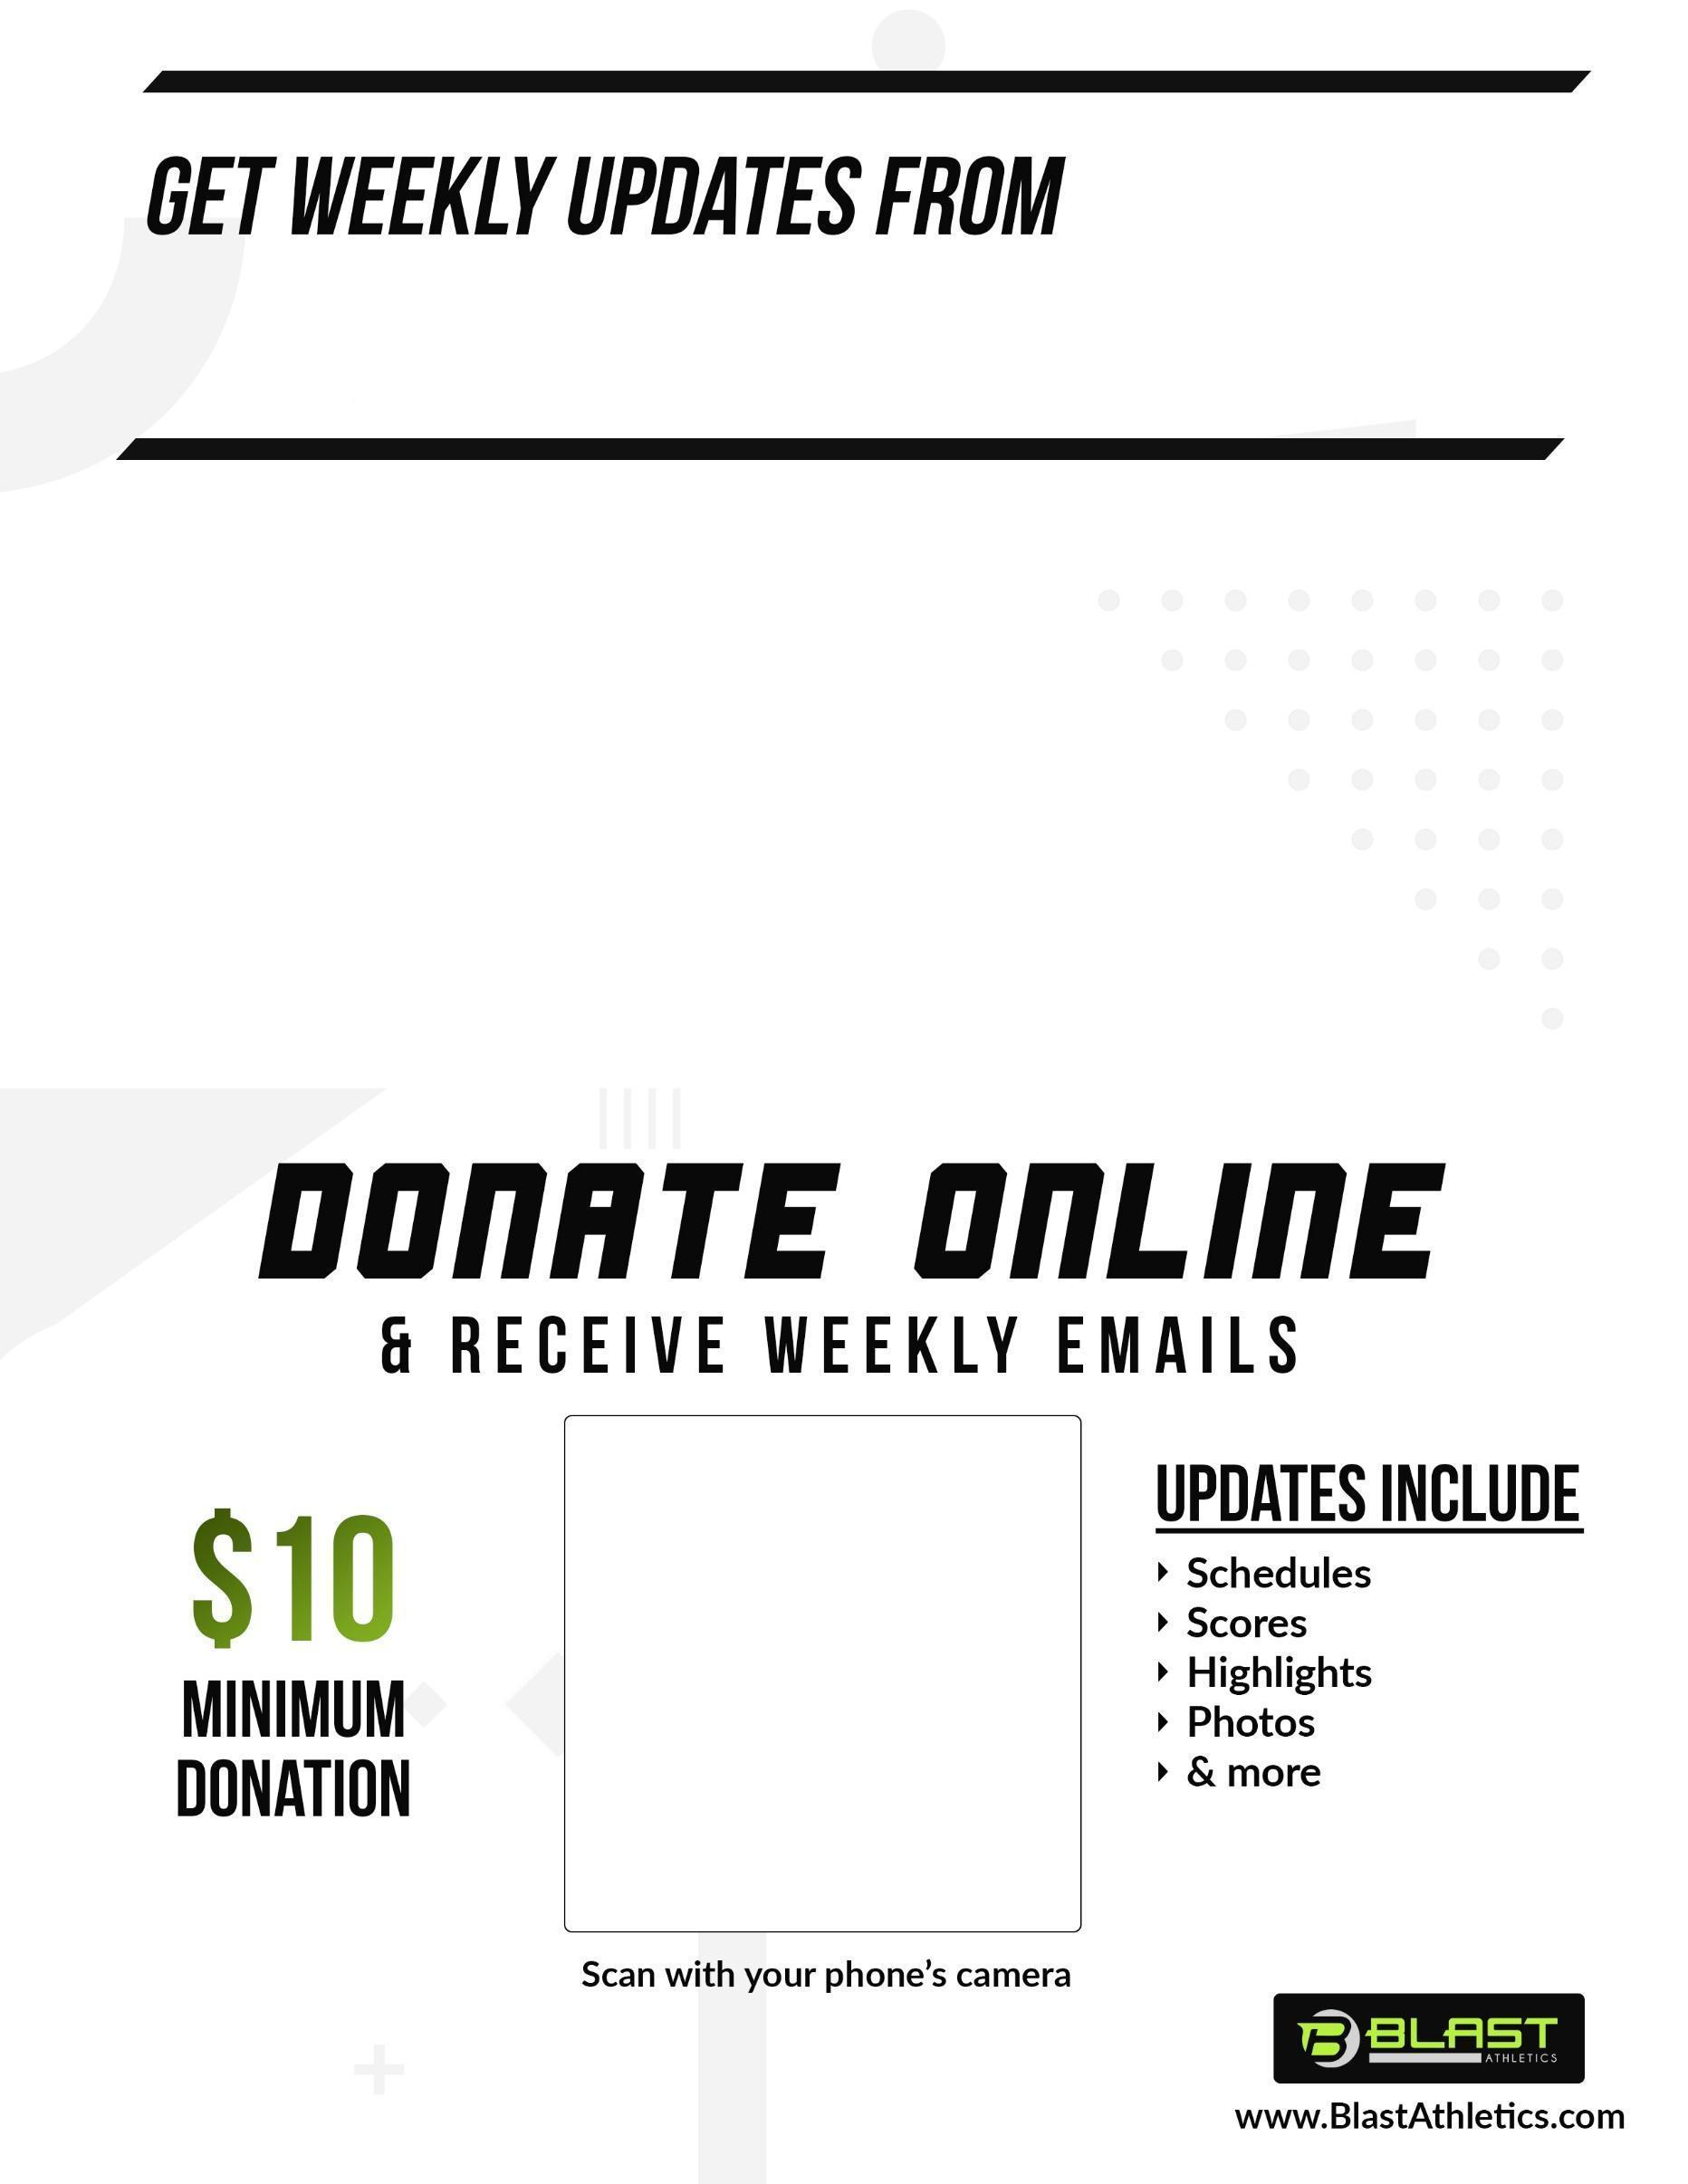 GET WEEKLY UPDATES FROM
DONATE ONLINE
& RECEIVE WEEKLY EMAILS
$10
MINIMUM
DONATION
UPDATES INCLUDE
Schedules
Scores
Highlights
Photos
& more
Scan with your phone’s camera
B BLAST
ATHLETICS
www.BlastAthletics.com